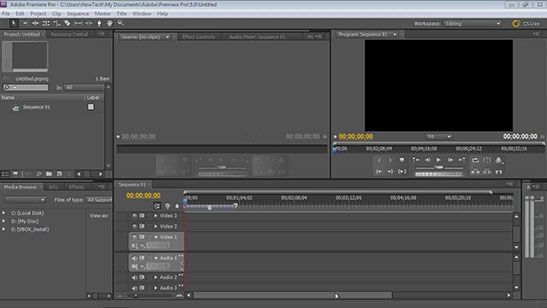 Adobe Premiere Pro - C:\Users\HowTech\My Documents\Adobe\Premiere Pro\5.0\Untitled
File Edit Project Clip Sequence Marker Title Window Help
Workspace: Editing CS Live
Project: Untitled Resource Central
Source: (no clips) Effect Controls Audio Mixer: Sequence 01
Program: Sequence 01
Untitled.prproj 1 Item
In: All
Name Label
Sequence 01
00;00;00;00 00;00;00;00
00;00;00;00 Fit 00;00;00;00
00;00 00;02;08;04 00;04;16;08 00;06;24;12 00;08;32;16
Media Browser Info Effects
Files of type: All Support
View as:
C: (Local Disk)
D: (My Disc)
E: (VBOX_Install)
Sequence 01
00;00;00;00
00;00 00;01;04;02 00;02;08;04 00;03;12;06 00;04;16;08 00;05;20;10
Video 3
Video 2
Video 1
Audio 1
Audio 2
Audio 3